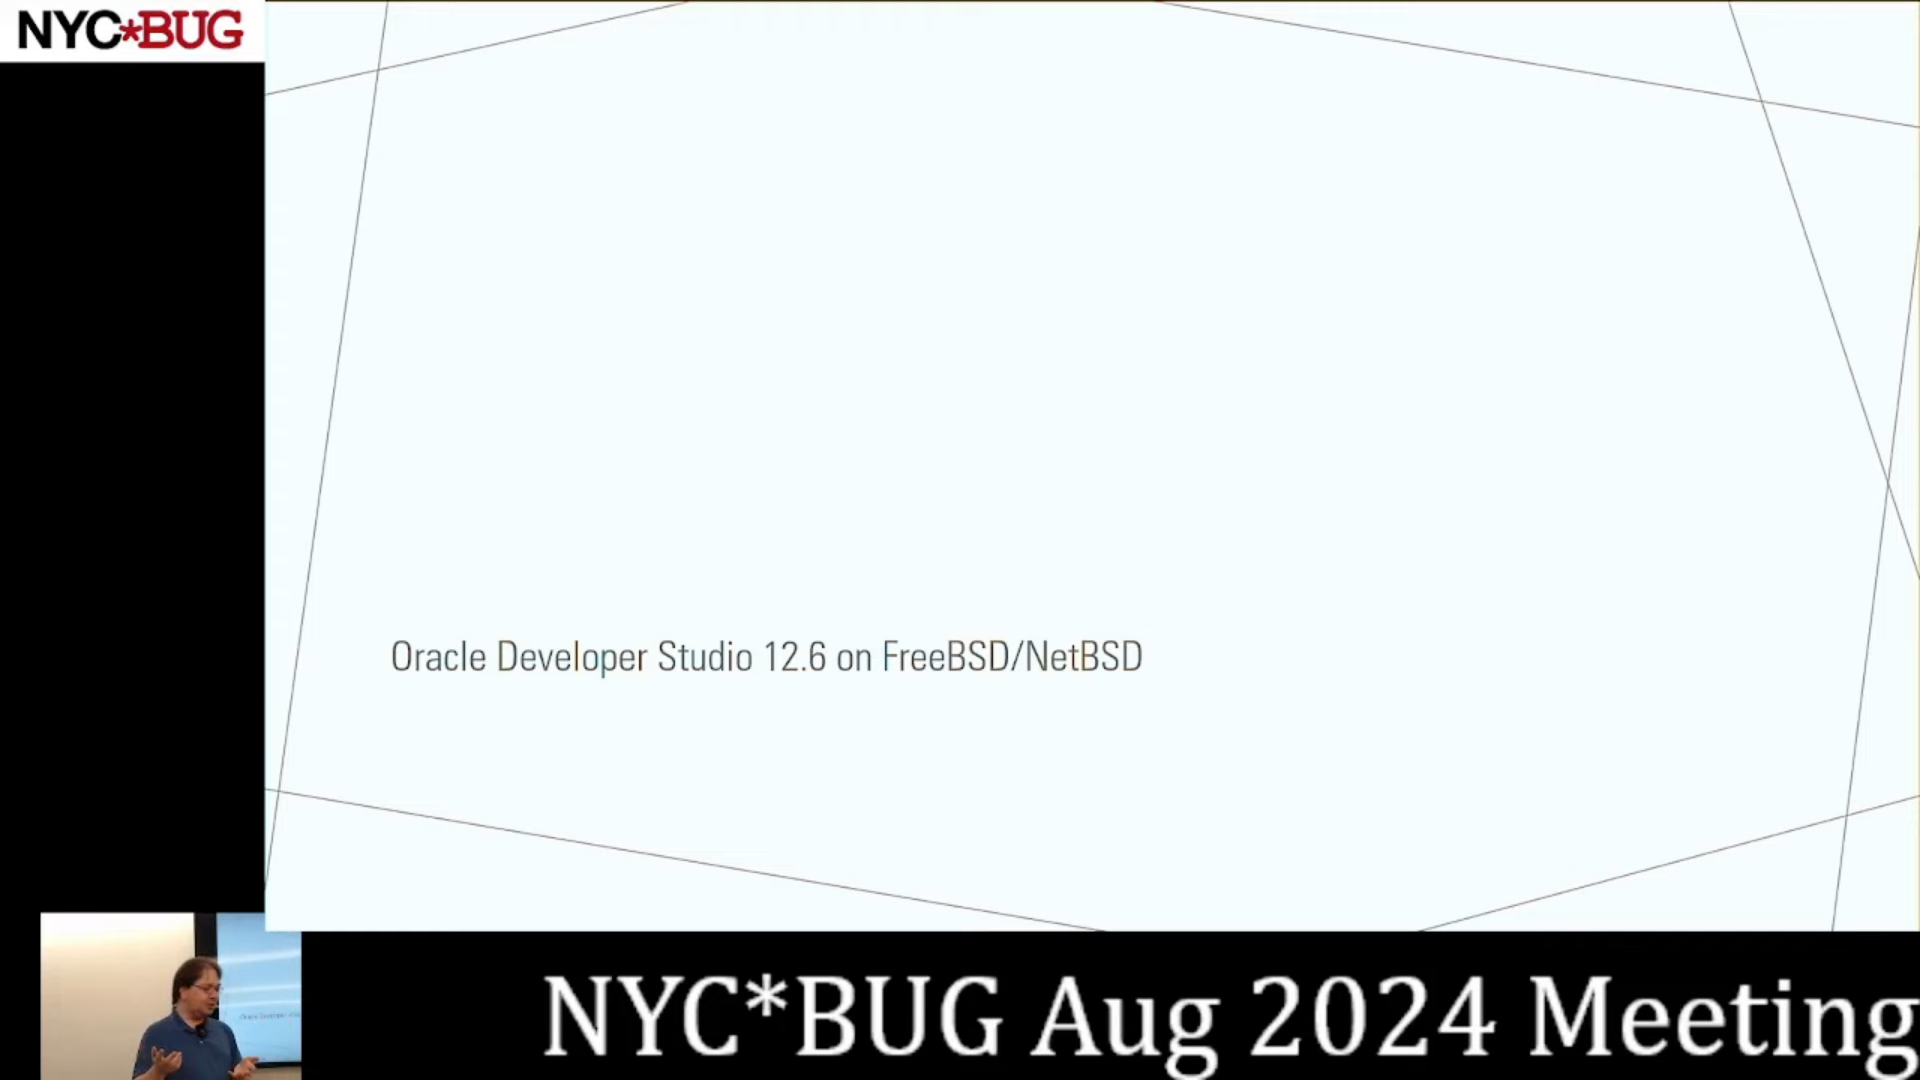 NYC*BUG
Oracle Developer Studio 12.6 on FreeBSD/NetBSD
NYC*BUG Aug 2024 Meeting